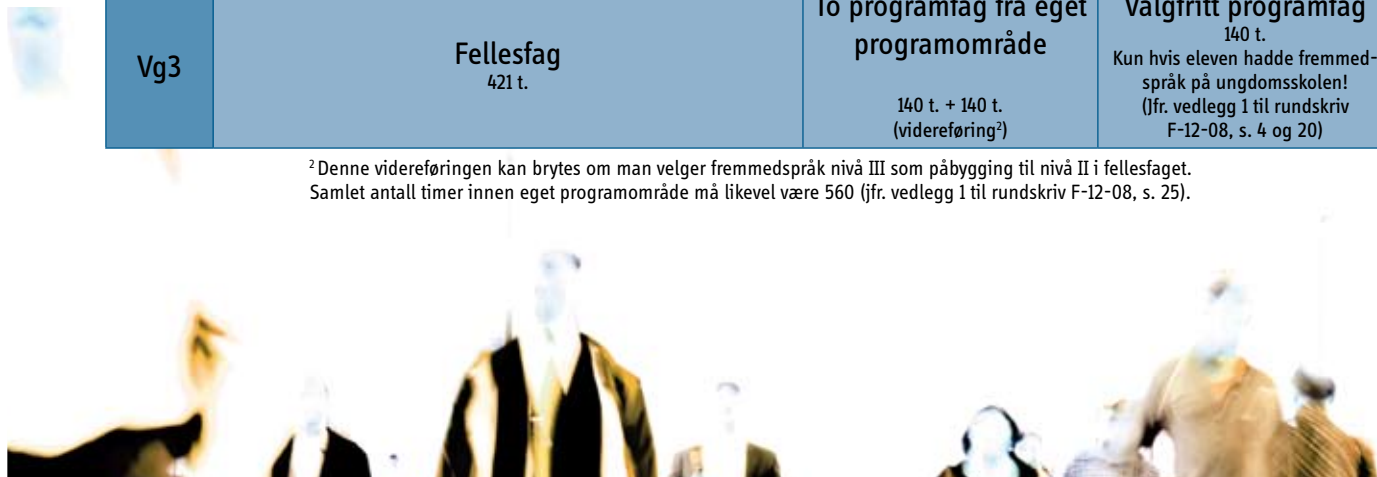 Vg3
Fellesfag
421 t.
To programfag fra eget
programområde
140 t. + 140 t.
(videreføring²)
Valgfritt programfag
140 t.
Kun hvis eleven hadde fremmed-
språk på ungdomsskolen!
(Jfr. vedlegg 1 til rundskriv
F-12-08, s. 4 og 20)
² Denne videreføringen kan brytes om man velger fremmedspråk nivå III som påbygging til nivå II i fellesfaget.
Samlet antall timer innen eget programområde må likevel være 560 (jfr. vedlegg 1 til rundskriv F-12-08, s. 25).